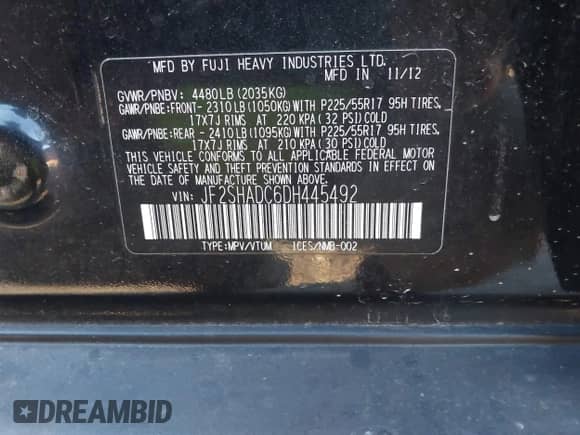 MFD BY FUJI HEAVY INDUSTRIES LTD.
MFD IN 11/12
GVWR/PNBV: 4480LB(2035KG)
GAWR/PNBE:FRONT- 2310LB(1050KG)WITH P225/55R17 95H TIRES,
17X7J RIMS AT 220 KPA( 32 PSI)COLD
GAWR/PNBE:REAR - 2410LB(1095KG)WITH P225/55R17 95H TIRES,
17X7J RIMS AT 210 KPA( 30 PSI)COLD
THIS VEHICLE CONFORMS TO ALL APPLICABLE FEDERAL MOTOR
VEHICLE SAFETY AND THEFT PREVENTION STANDARDS IN EFFECT
ON THE DATE OF MANUFACTURE SHOWN ABOVE.
VIN: JF2SHADC6DH445492
TYPE:MPV/VTUM ICES/NMB-002
DREAMBID